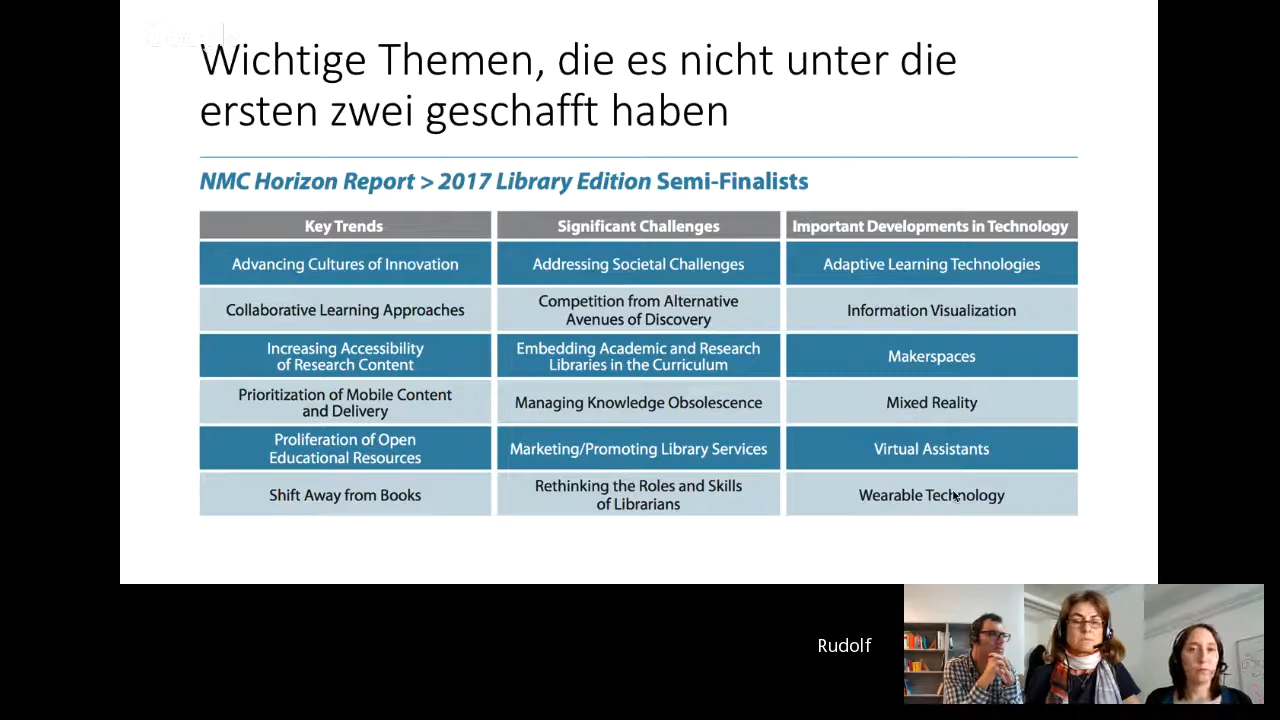 Wichtige Themen, die es nicht unter die
ersten zwei geschafft haben
NMC Horizon Report > 2017 Library Edition Semi-Finalists
Key Trends
Significant Challenges
Important Developments in Technology
Advancing Cultures of Innovation
Addressing Societal Challenges
Adaptive Learning Technologies
Collaborative Learning Approaches
Competition from Alternative
Avenues of Discovery
Information Visualization
Increasing Accessibility
of Research Content
Embedding Academic and Research
Libraries in the Curriculum
Makerspaces
Prioritization of Mobile Content
and Delivery
Managing Knowledge Obsolescence
Mixed Reality
Proliferation of Open
Educational Resources
Marketing/Promoting Library Services
Virtual Assistants
Shift Away from Books
Rethinking the Roles and Skills
of Librarians
Wearable Technology
Rudolf